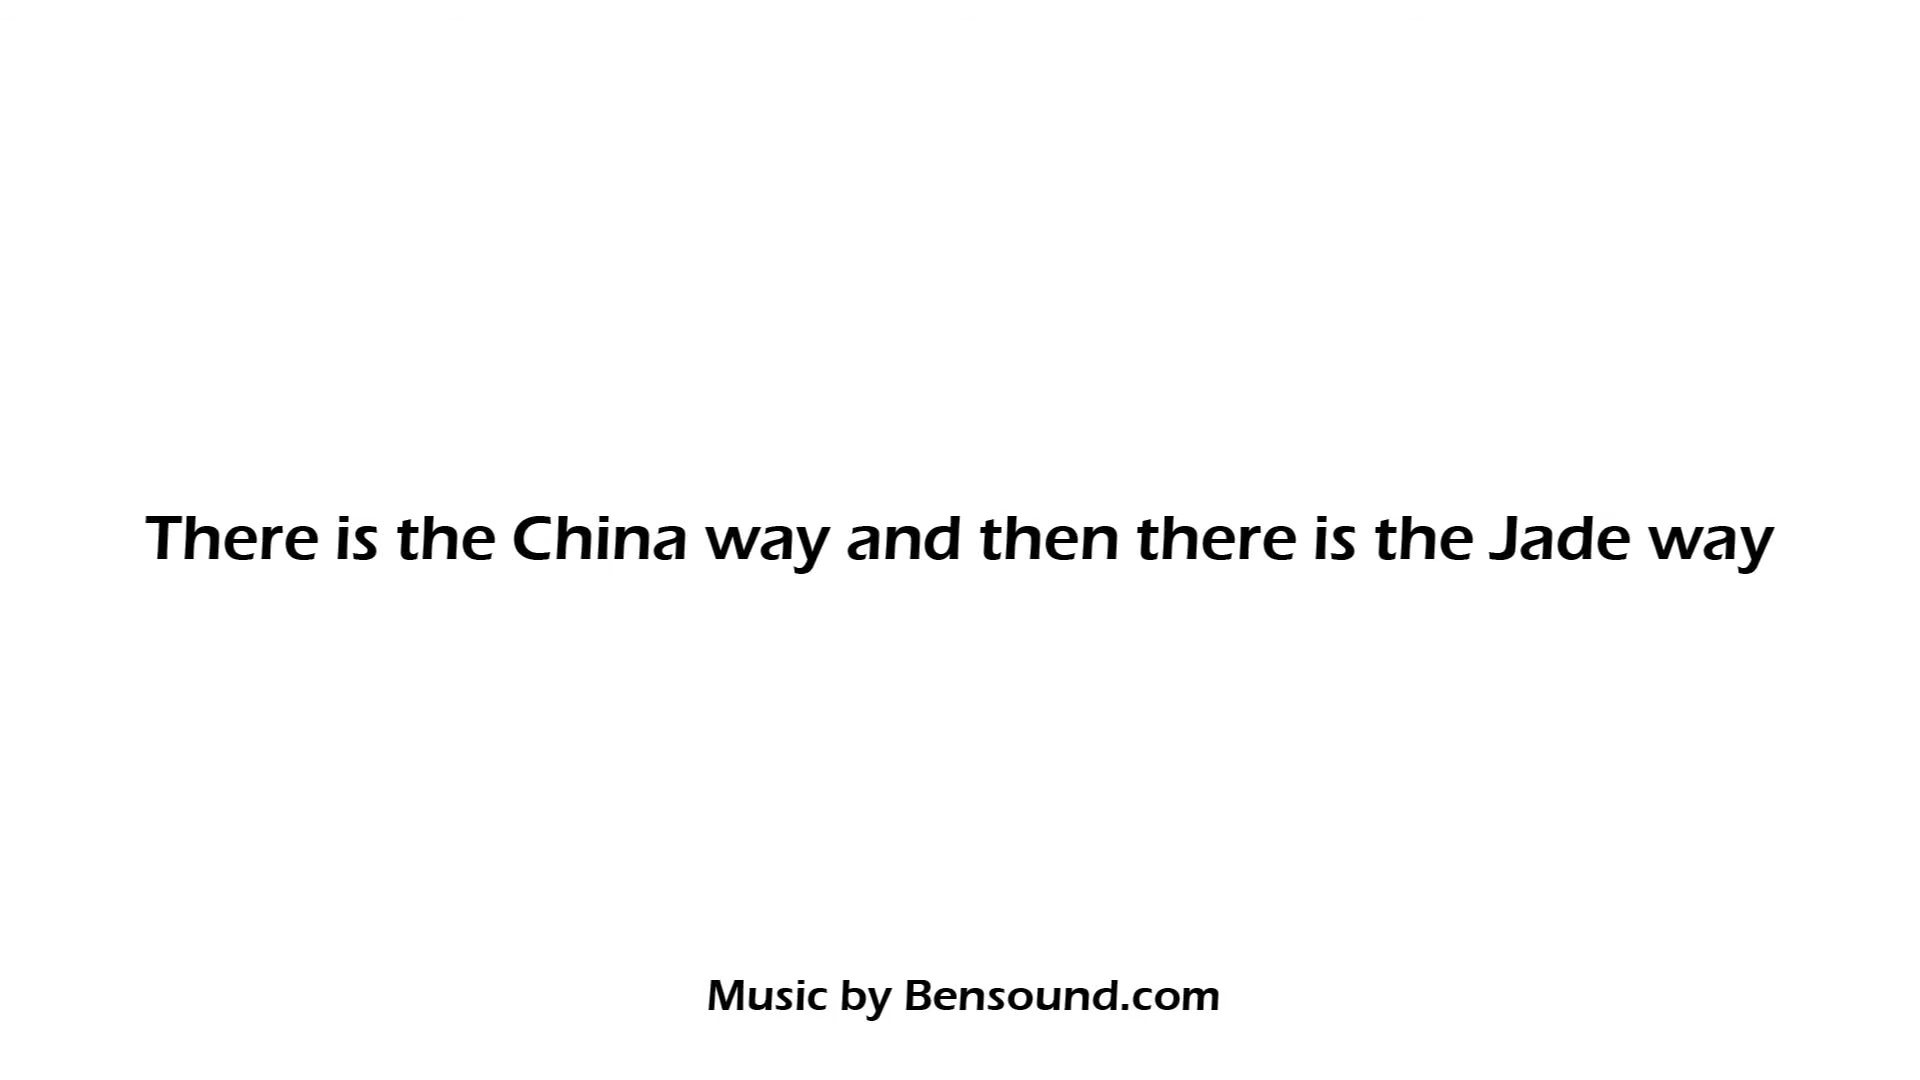 There is the China way and then there is the Jade way
Music by Bensound.com